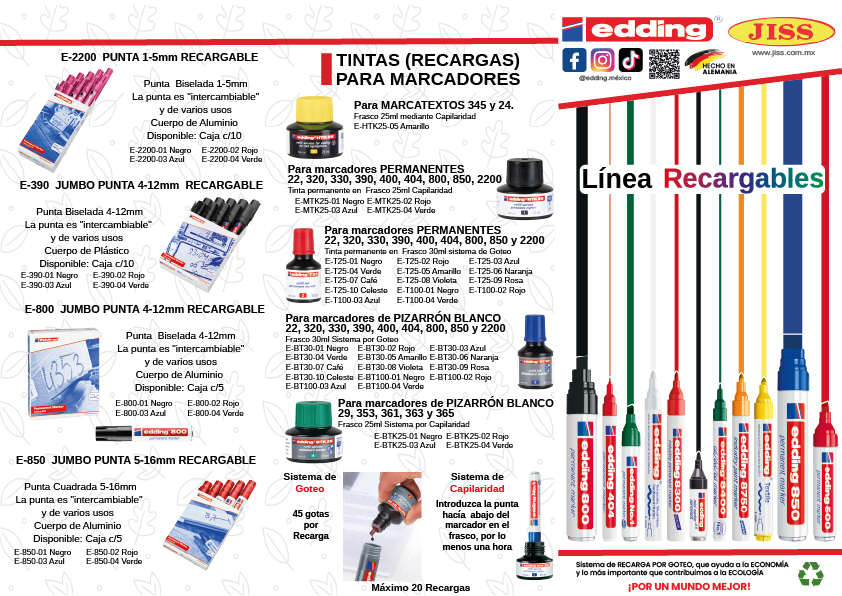 E-2200 PUNTA 1-5mm RECARGABLE
Punta Biselada 1-5mm
La punta es "intercambiable"
y de varios usos
Cuerpo de Aluminio
Disponible: Caja c/10
E-2200-01 Negro E-2200-02 Rojo
E-2200-03 Azul E-2200-04 Verde
E-390 JUMBO PUNTA 4-12mm RECARGABLE
Punta Biselada 4-12mm
La punta es "intercambiable"
y de varios usos
Cuerpo de Plástico
Disponible: Caja c/10
E-390-01 Negro E-390-02 Rojo
E-390-03 Azul E-390-04 Verde
E-800 JUMBO PUNTA 4-12mm RECARGABLE
Punta Biselada 4-12mm
La punta es "intercambiable"
y de varios usos
Cuerpo de Aluminio
Disponible: Caja c/5
E-800-01 Negro E-800-02 Rojo
E-800-03 Azul E-800-04 Verde
edding 800
E-850 JUMBO PUNTA 5-16mm RECARGABLE
Punta Cuadrada 5-16mm
La punta es "intercambiable"
y de varios usos
Cuerpo de Aluminio
Disponible: Caja c/5
E-850-01 Negro E-850-02 Rojo
E-850-03 Azul E-850-04 Verde
TINTAS (RECARGAS)
PARA MARCADORES
Para MARCATEXTOS 345 y 24.
Frasco 25ml mediante Capilaridad
E-HTK25-05 Amarillo
Para marcadores PERMANENTES
22, 320, 330, 390, 400, 404, 800, 850, 2200
Tinta permanente en Frasco 25ml Capilaridad
E-MTK25-01 Negro E-MTK25-02 Rojo
E-MTK25-03 Azul E-MTK25-04 Verde
Para marcadores PERMANENTES
22, 320, 330, 390, 400, 404, 800, 850 y 2200
Tinta permanente en Frasco 30ml sistema de Goteo
E-T25-01 Negro E-T25-02 Rojo E-T25-03 Azul
E-T25-04 Verde E-T25-05 Amarillo E-T25-06 Naranja
E-T25-07 Café E-T25-08 Violeta E-T25-09 Rosa
E-T25-10 Celeste E-T100-01 Negro E-T100-02 Rojo
E-T100-03 Azul E-T100-04 Verde
Para marcadores de PIZARRÓN BLANCO
22, 320, 330, 390, 400, 404, 800, 850 y 2200
Frasco 30ml Sistema por Goteo
E-BT30-01 Negro E-BT30-02 Rojo E-BT30-03 Azul
E-BT30-04 Verde E-BT30-05 Amarillo E-BT30-06 Naranja
E-BT30-07 Café E-BT30-08 Violeta E-BT30-09 Rosa
E-BT30-10 Celeste E-BT100-01 Negro E-BT100-02 Rojo
E-BT100-03 Azul E-BT100-04 Verde
Para marcadores de PIZARRÓN BLANCO
29, 353, 361, 363 y 365
Frasco 25ml Sistema por Capilaridad
E-BTK25-01 Negro E-BTK25-02 Rojo
E-BTK25-03 Azul E-BTK25-04 Verde
Sistema de
Goteo
45 gotas
por
Recarga
Sistema de
Capilaridad
Introduzca la punta
hacía abajo del
marcador en el
frasco, por lo
menos una hora
Máximo 20 Recargas
edding ®
JISS
www.jiss.com.mx
@edding.méxico
HECHO EN
ALEMANIA
Línea Recargables
edding 800
permanent marker
edding 404
edding No.1
edding
edding 8300
edding
edding 8400
edding 8750
edding
edding 850
permanent marker
edding 500
permanent marker
Sistema de RECARGA POR GOTEO, que ayuda a la ECONOMÍA
y lo más importante que contribuimos a la ECOLOGÍA
¡POR UN MUNDO MEJOR!